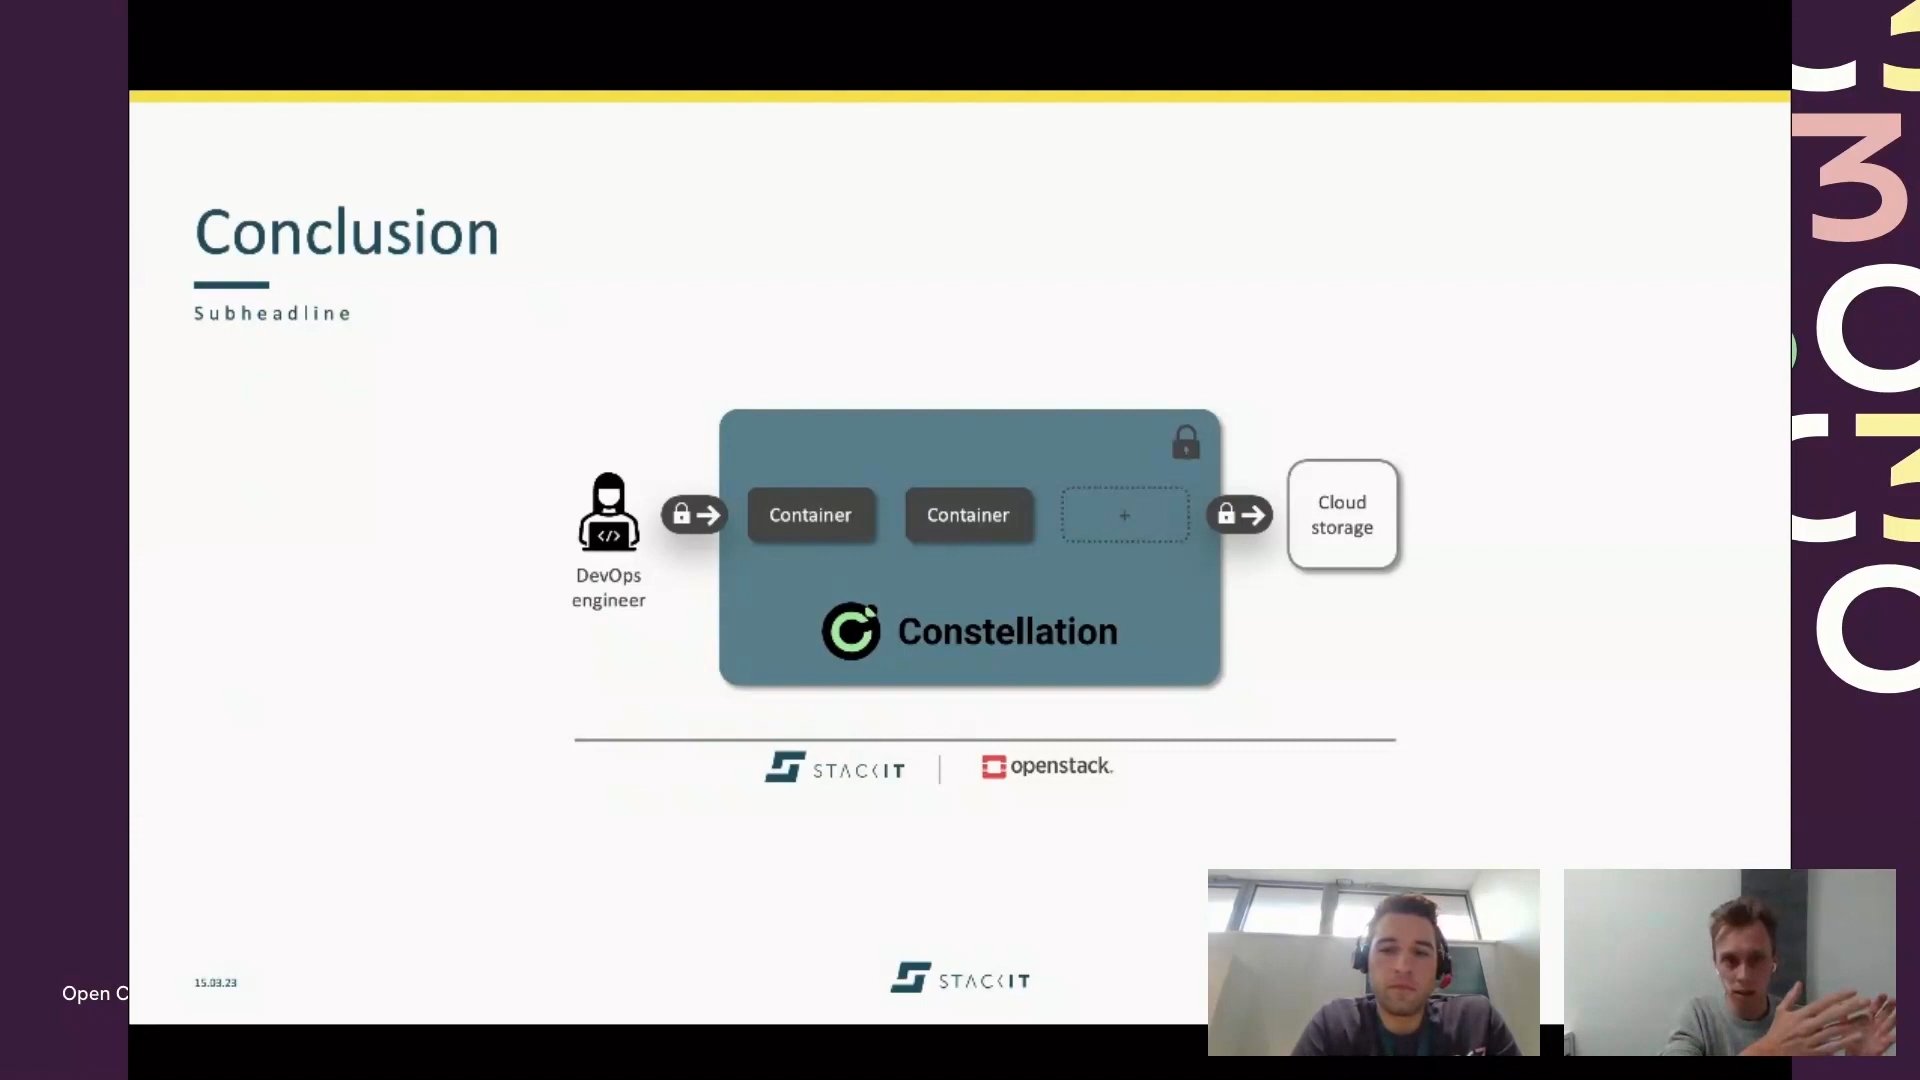 Conclusion
Subheadline
Container
Container
+
Cloud
storage
</>
DevOps
engineer
Constellation
STACKIT
openstack.
15.03.23
STACKIT
Open C